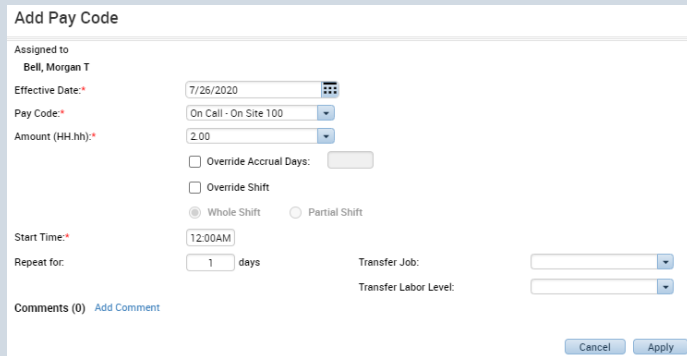 Add Pay Code
Assigned to
Bell, Morgan T
Effective Date:* 7/26/2020
Pay Code:* On Call - On Site 100
Amount (HH.hh):* 2.00
Override Accrual Days:
Override Shift
Whole Shift Partial Shift
Start Time:* 12:00AM
Repeat for: 1 days Transfer Job:
Transfer Labor Level:
Comments (0) Add Comment
Cancel Apply